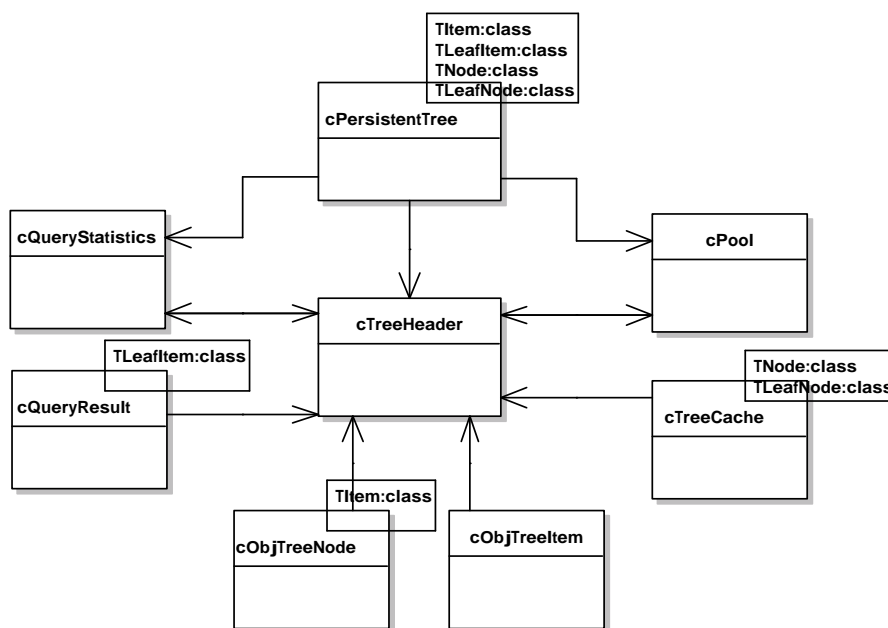 TItem:class
TLeafItem:class
TNode:class
TLeafNode:class
cPersistentTree
cQueryStatistics
cPool
cTreeHeader
TLeafItem:class
TNode:class
TLeafNode:class
cQueryResult
cTreeCache
TItem:class
cObjTreeNode
cObjTreeItem